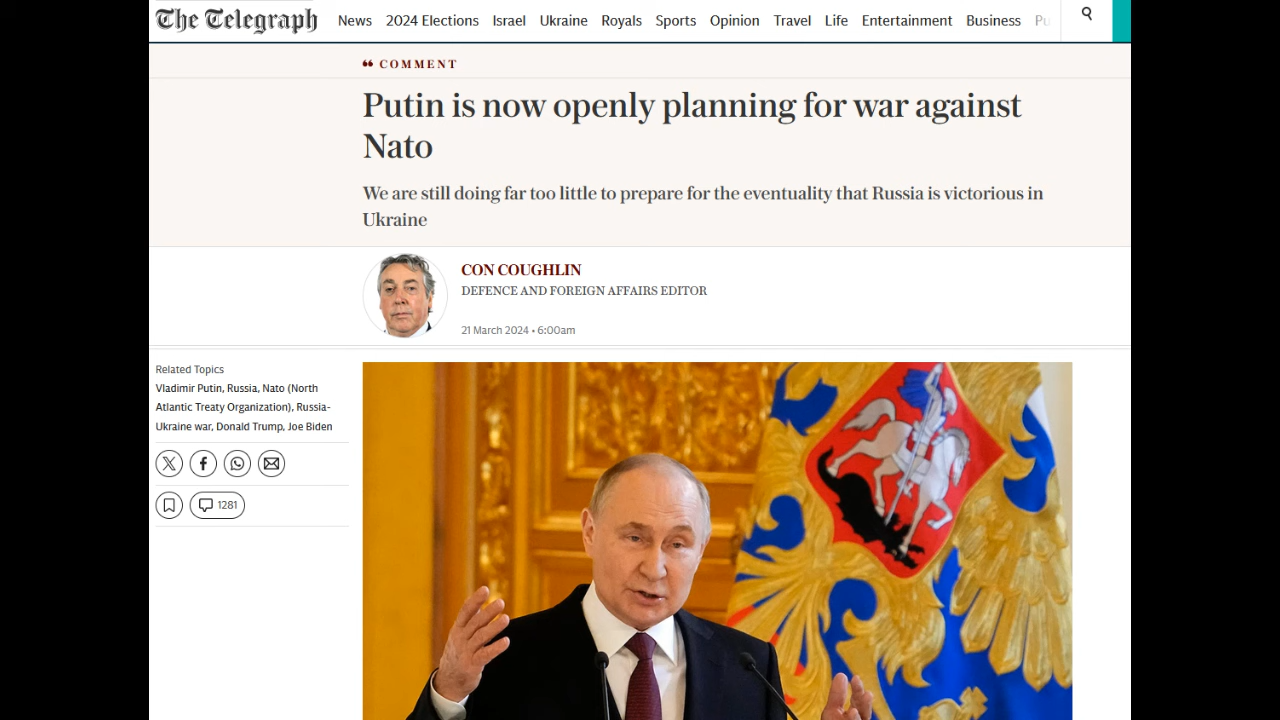 The Telegraph
News 2024 Elections Israel Ukraine Royals Sports Opinion Travel Life Entertainment Business Pu
COMMENT
Putin is now openly planning for war against
Nato
We are still doing far too little to prepare for the eventuality that Russia is victorious in
Ukraine
CON COUGHLIN
DEFENCE AND FOREIGN AFFAIRS EDITOR
21 March 2024 • 6:00am
Related Topics
Vladimir Putin, Russia, Nato (North
Atlantic Treaty Organization), Russia-
Ukraine war, Donald Trump, Joe Biden
1281